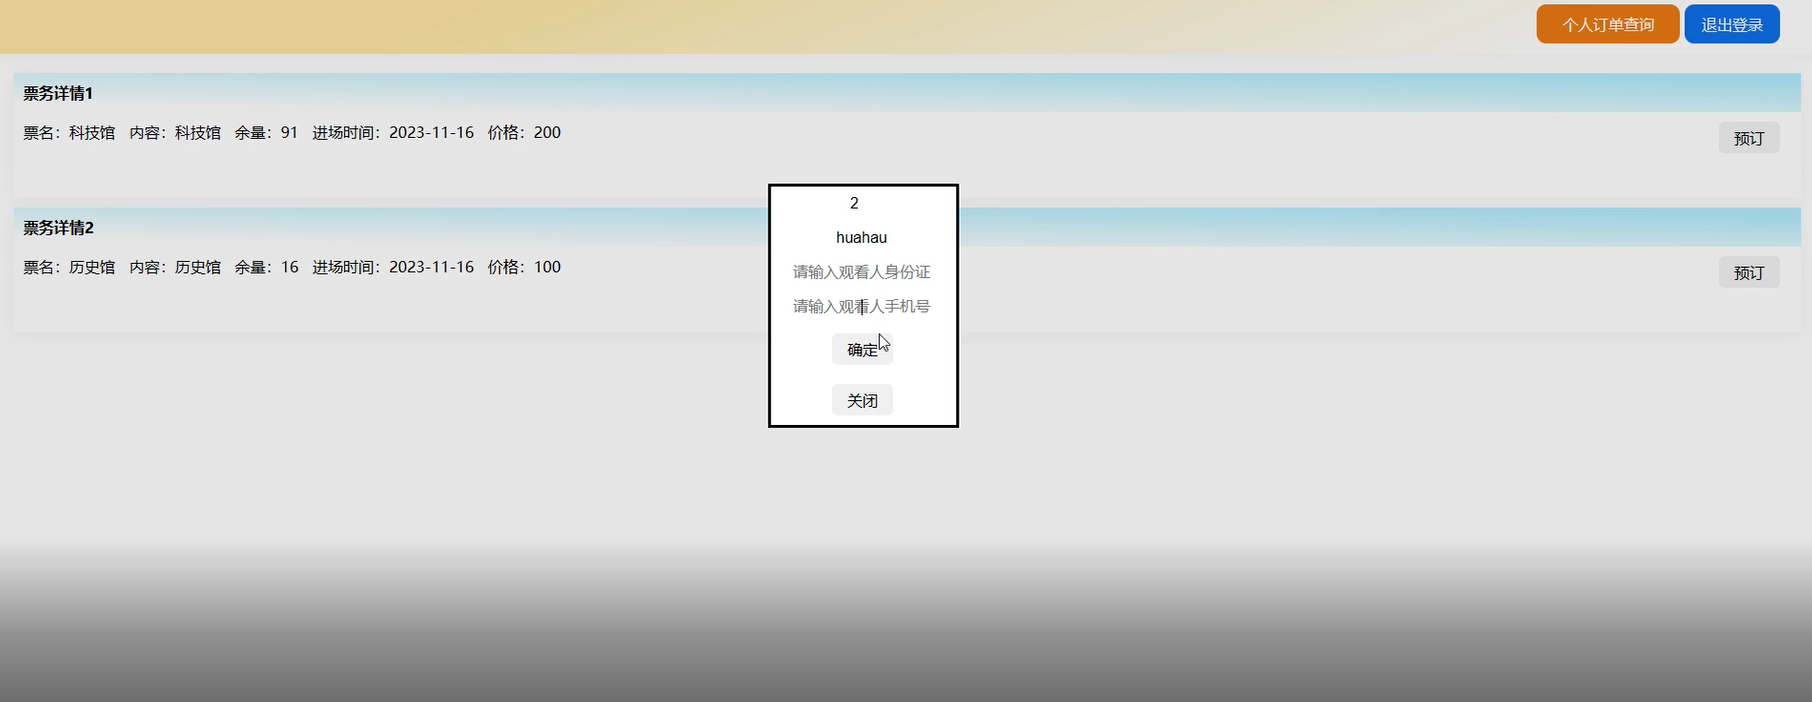 个人订单查询 退出登录
票务详情1
票名：科技馆 内容：科技馆 余量：91 进场时间：2023-11-16 价格：200 预订
票务详情2
票名：历史馆 内容：历史馆 余量：16 进场时间：2023-11-16 价格：100 预订
2
huahau
请输入观看人身份证
请输入观看人手机号
确定
关闭